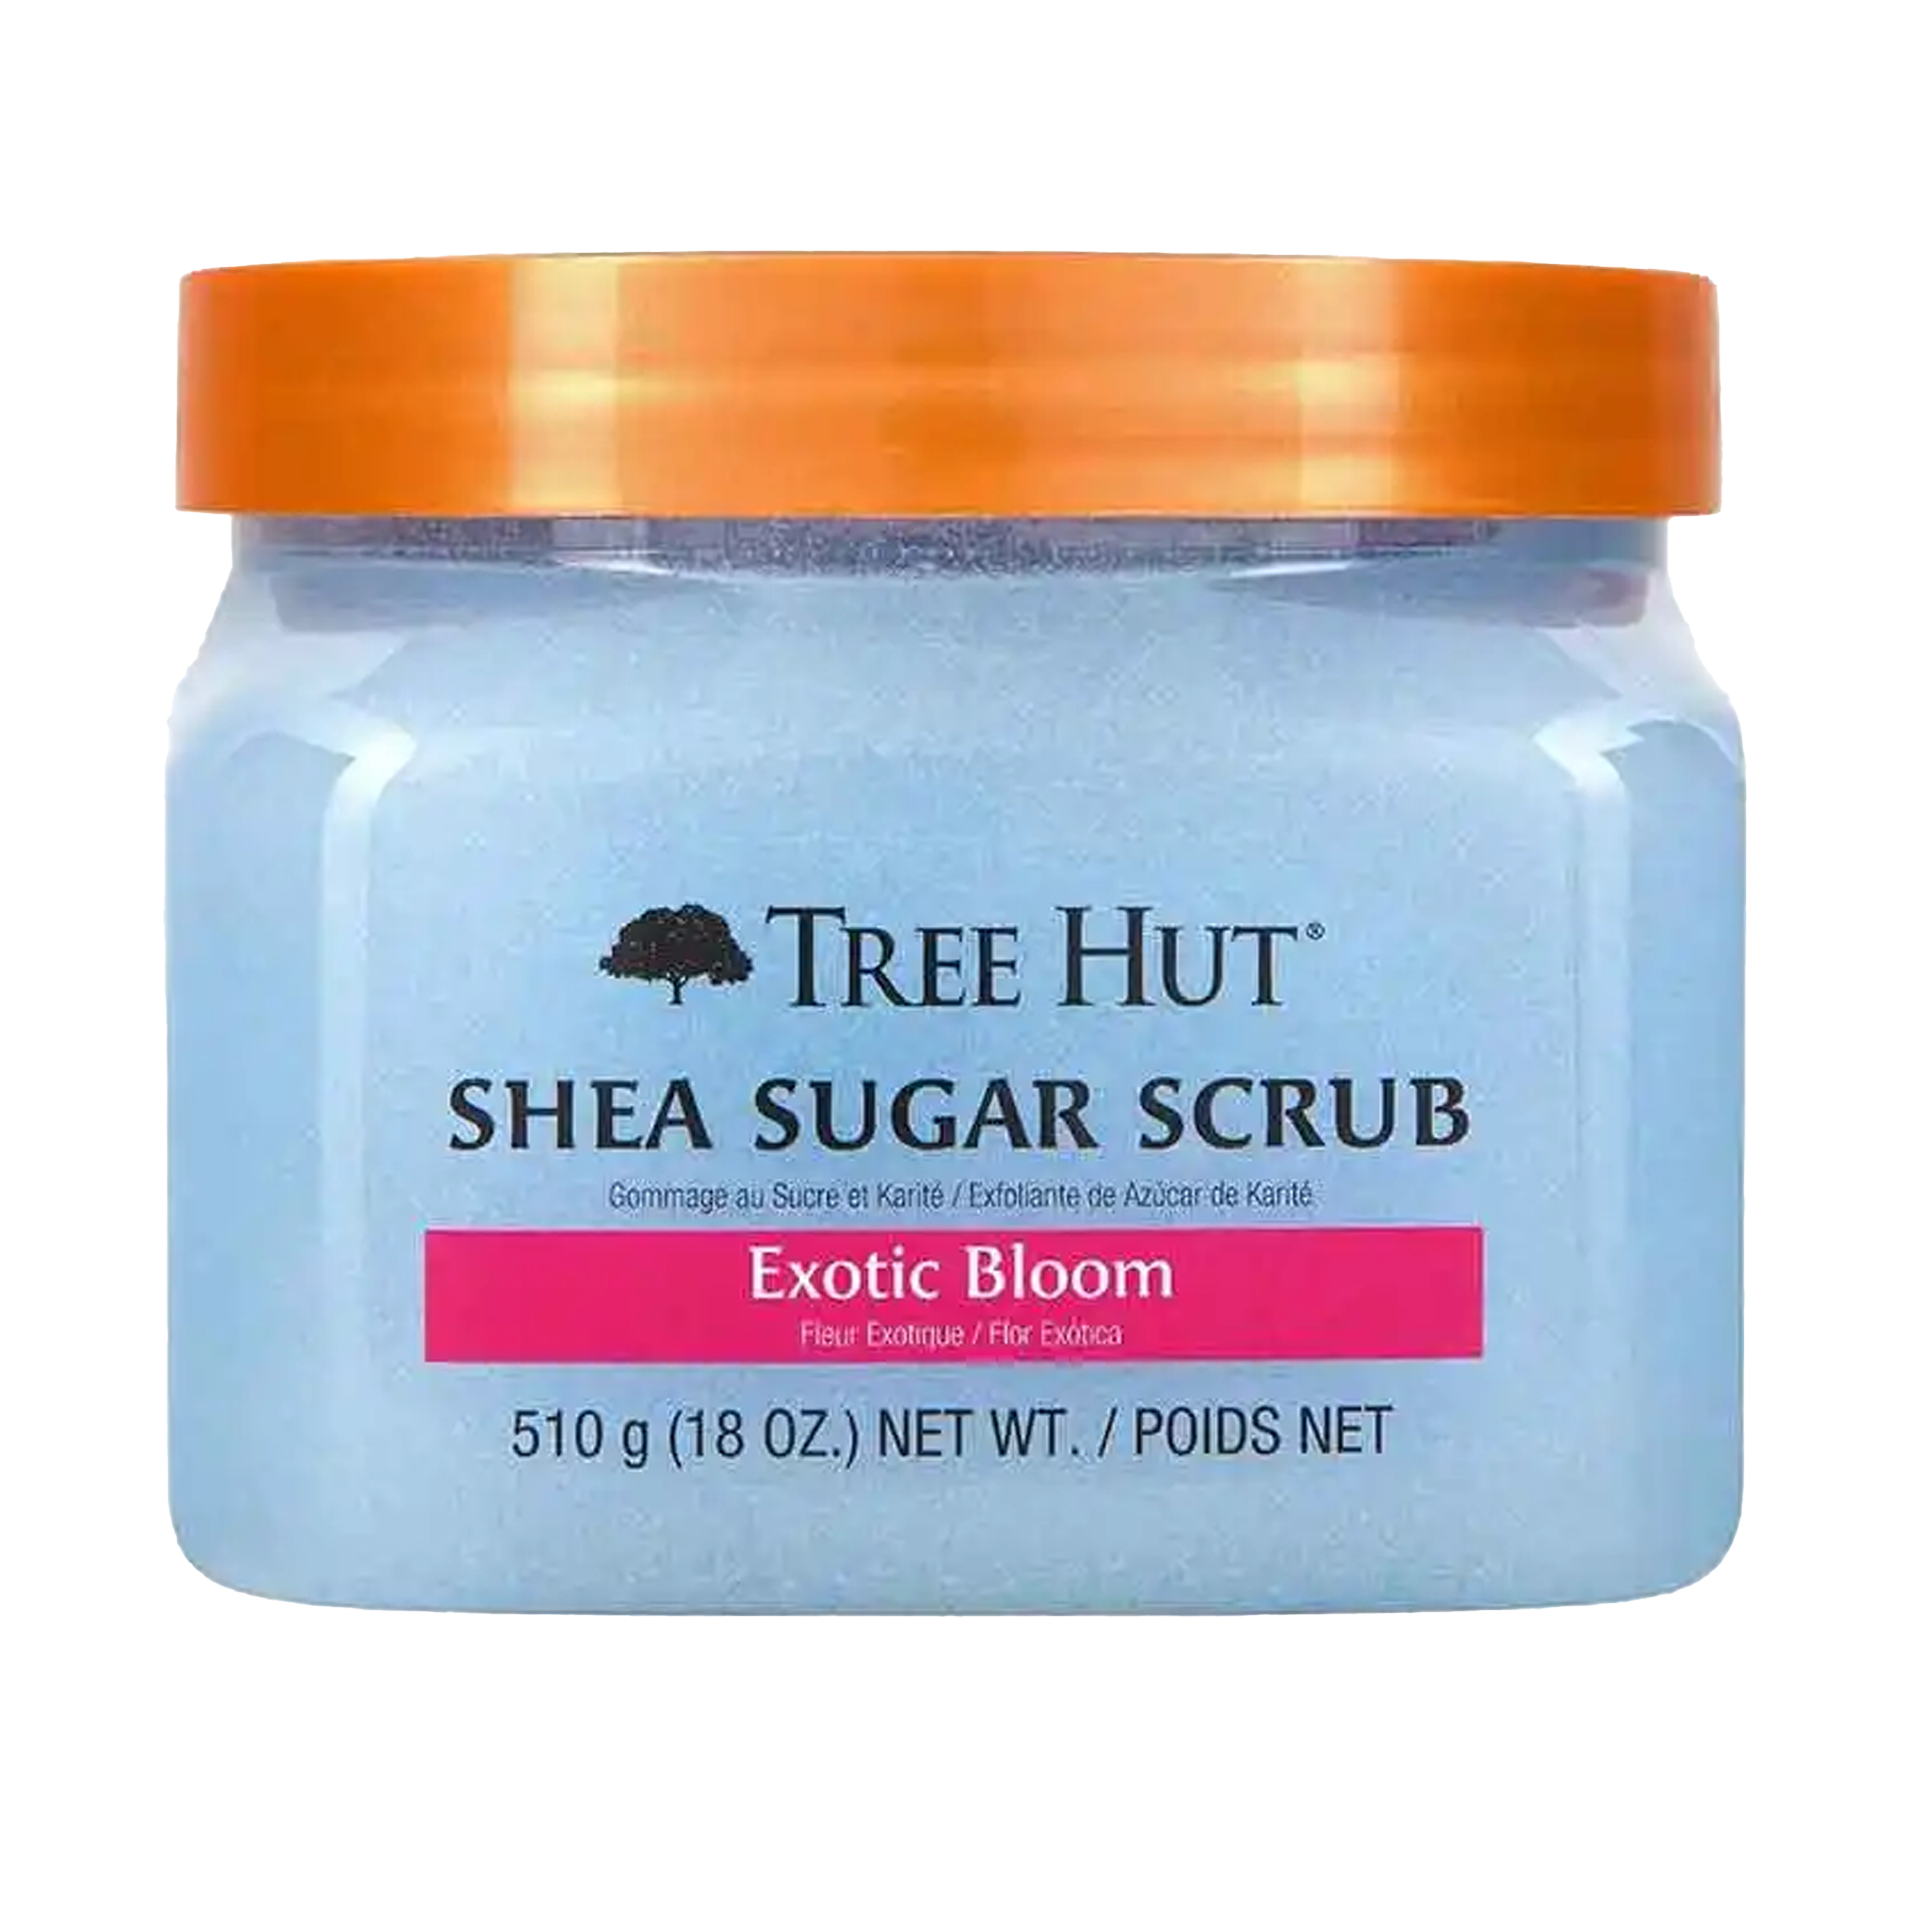 TREE HUT®
SHEA SUGAR SCRUB
Gommage au Sucre et Karité / Exfoliante de Azúcar de Karité
Exotic Bloom
Fleur Exotique / Flor Exótica
510 g (18 OZ.) NET WT. / POIDS NET